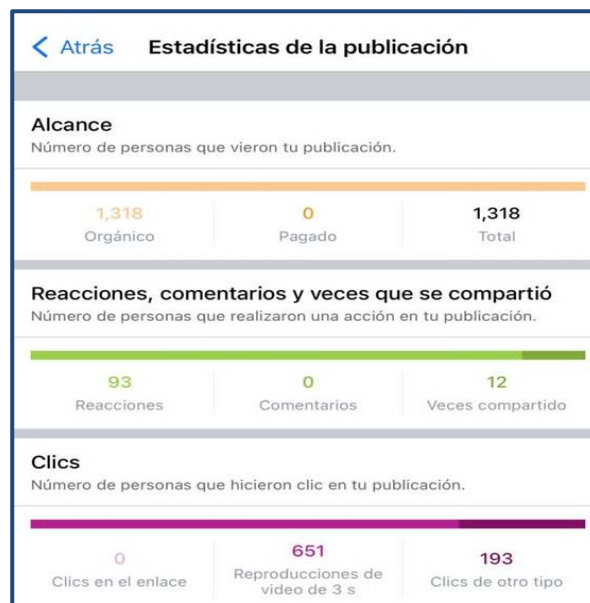 Atrás Estadísticas de la publicación
Alcance
Número de personas que vieron tu publicación.
1,318 0 1,318
Orgánico Pagado Total
Reacciones, comentarios y veces que se compartió
Número de personas que realizaron una acción en tu publicación.
93 0 12
Reacciones Comentarios Veces compartido
Clics
Número de personas que hicieron clic en tu publicación.
0 651 193
Clics en el enlace Reproducciones de video de 3 s Clics de otro tipo